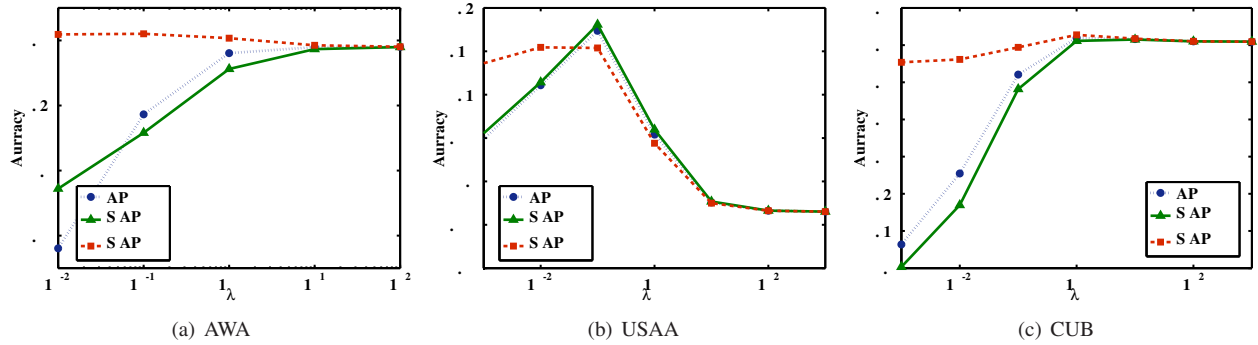 Aurracy
. 2
AP
S AP
S AP
1 -2
1 -1
1
1 1
1 2
λ
(a) AWA
Aurracy
. 2
. 1
. 1
AP
S AP
S AP
1 -2
1
1 2
λ
(b) USAA
Aurracy
. 2
. 1
AP
S AP
S AP
1 -2
1
1 2
λ
(c) CUB